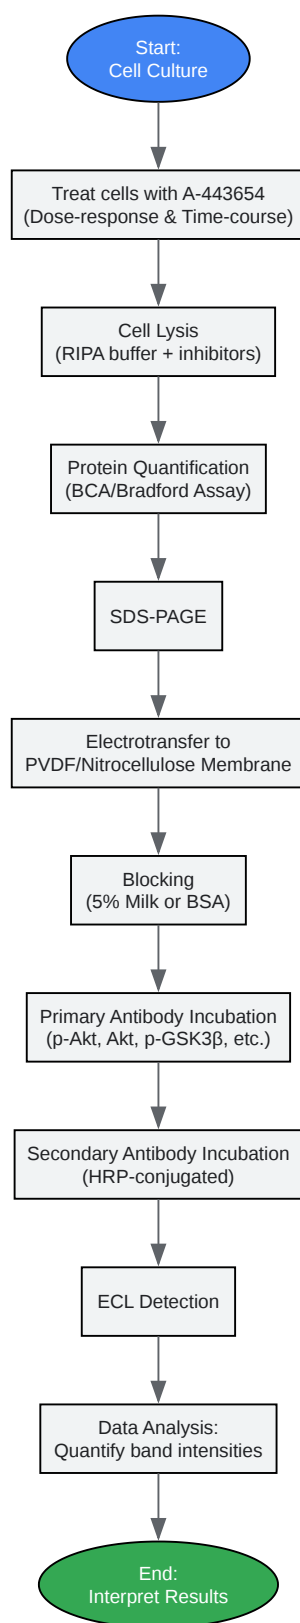 Start:
Cell Culture
Treat cells with A-443654
(Dose-response & Time-course)
Cell Lysis
(RIPA buffer + inhibitors)
Protein Quantification
(BCA/Bradford Assay)
SDS-PAGE
Electrotransfer to
PVDF/Nitrocellulose Membrane
Blocking
(5% Milk or BSA)
Primary Antibody Incubation
(p-Akt, Akt, p-GSK3β, etc.)
Secondary Antibody Incubation
(HRP-conjugated)
ECL Detection
Data Analysis:
Quantify band intensities
End:
Interpret Results